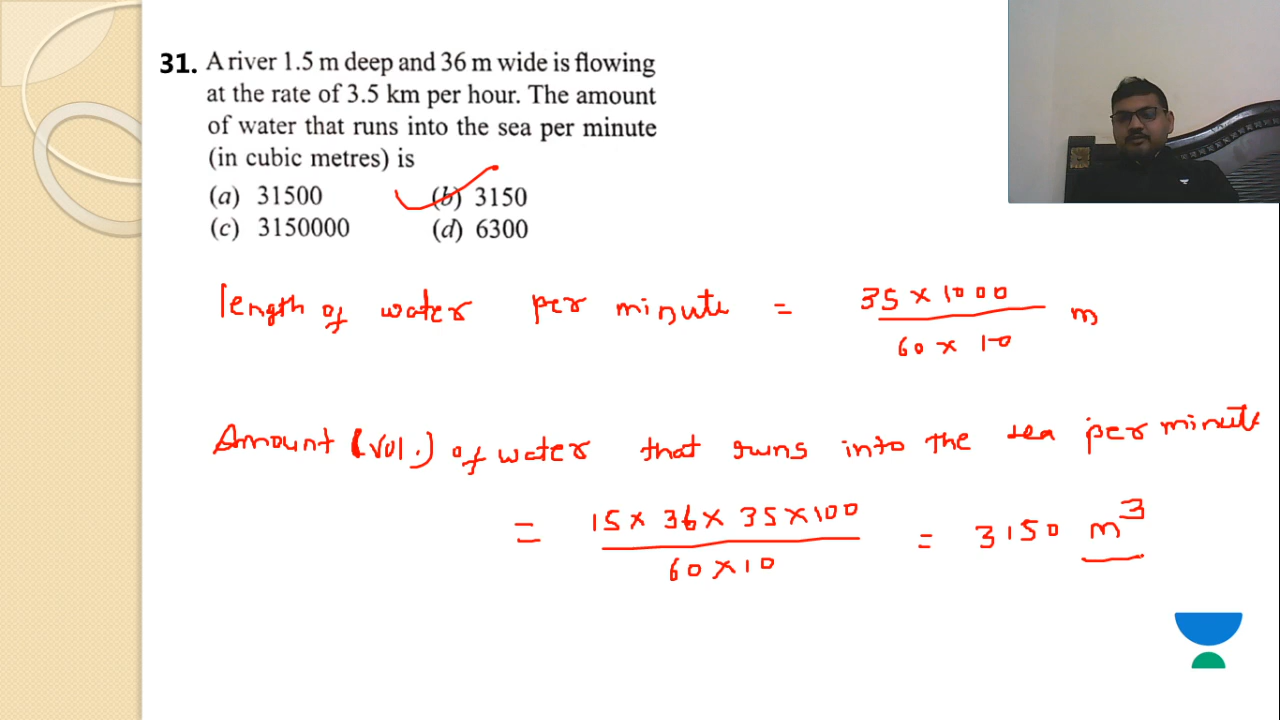 31. A river 1.5 m deep and 36 m wide is flowing
at the rate of 3.5 km per hour. The amount
of water that runs into the sea per minute
(in cubic metres) is
(a) 31500 (b) 3150
(c) 3150000 (d) 6300
length of water per minute = 35 × 1000 / 60 × 10 m
Amount (Vol.) of water that runs into the sea per minute
= 15 × 36 × 35 × 100 / 60 × 10 = 3150 m³